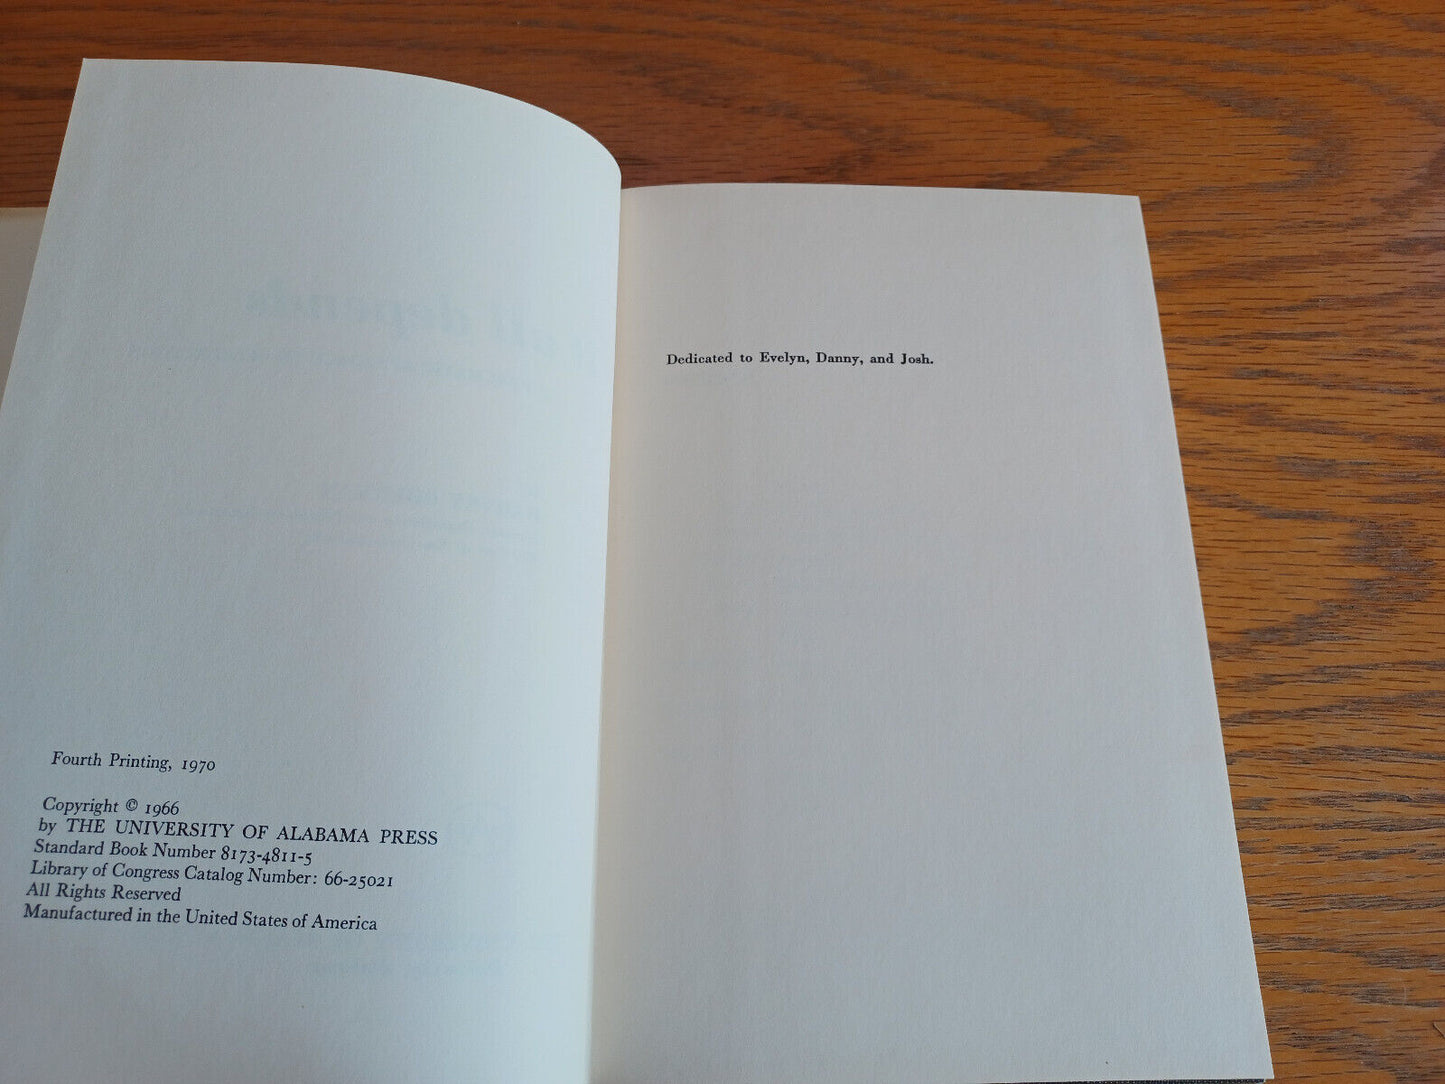 Fourth Printing, 1970
Copyright © 1966
by THE UNIVERSITY OF ALABAMA PRESS
Standard Book Number 8173-4811-5
Library of Congress Catalog Number: 66-25021
All Rights Reserved
Manufactured in the United States of America
Dedicated to Evelyn, Danny, and Josh.